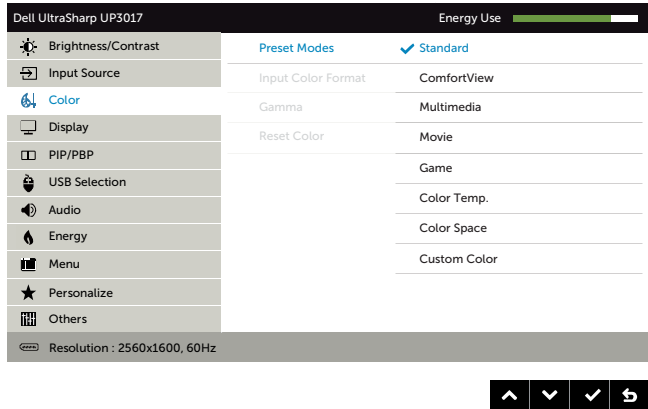 Dell UltraSharp UP3017 Energy Use
Brightness/Contrast Preset Modes Standard
Input Source Input Color Format ComfortView
Color Gamma Multimedia
Display Reset Color Movie
PIP/PBP Game
USB Selection Color Temp.
Audio Color Space
Energy Custom Color
Menu
Personalize
Others
Resolution : 2560x1600, 60Hz